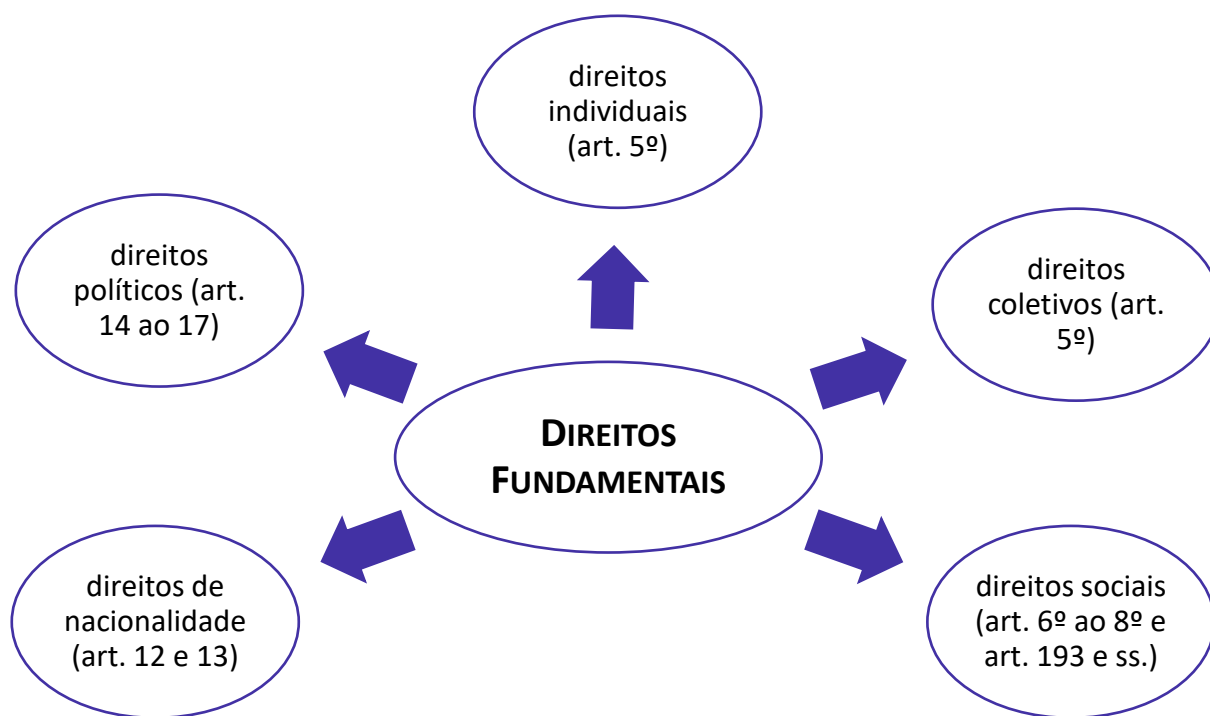 direitos
individuais
(art. 5º)
direitos
políticos (art.
14 ao 17)
direitos
coletivos (art.
5º)
DIREITOS
FUNDAMENTAIS
direitos de
nacionalidade
(art. 12 e 13)
direitos sociais
(art. 6º ao 8º e
art. 193 e ss.)